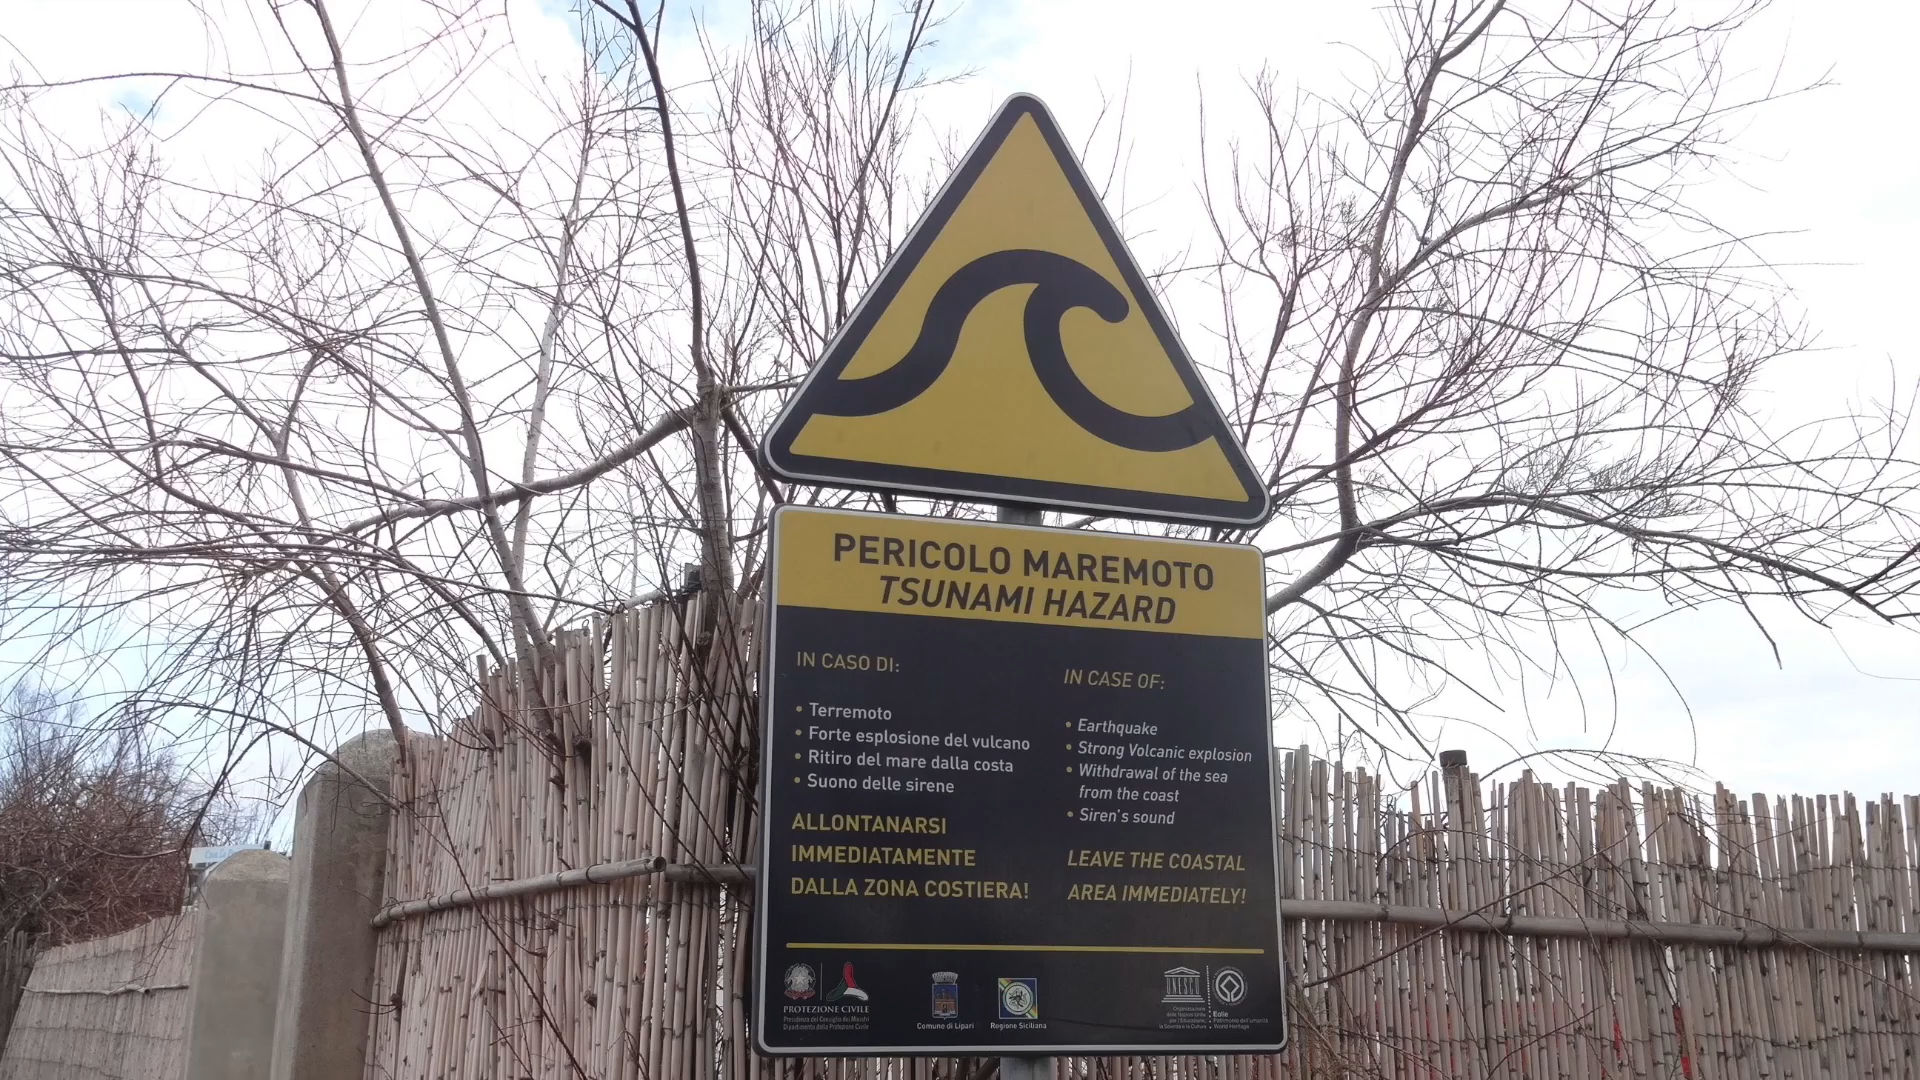 PERICOLO MAREMOTO
TSUNAMI HAZARD
IN CASO DI:
• Terremoto
• Forte esplosione del vulcano
• Ritiro del mare dalla costa
• Suono delle sirene
ALLONTANARSI
IMMEDIATAMENTE
DALLA ZONA COSTIERA!
IN CASE OF:
• Earthquake
• Strong Volcanic explosion
• Withdrawal of the sea
from the coast
• Siren's sound
LEAVE THE COASTAL
AREA IMMEDIATELY!
PROTEZIONE CIVILE
Presidenza del Consiglio dei Ministri
Dipartimento della Protezione Civile
Comune di Lipari
Regione Siciliana
UNESCO
Organizzazione
delle Nazioni Unite
per l'Educazione,
la Scienza e la Cultura
Eolie
Patrimonio dell'umanità
World Heritage